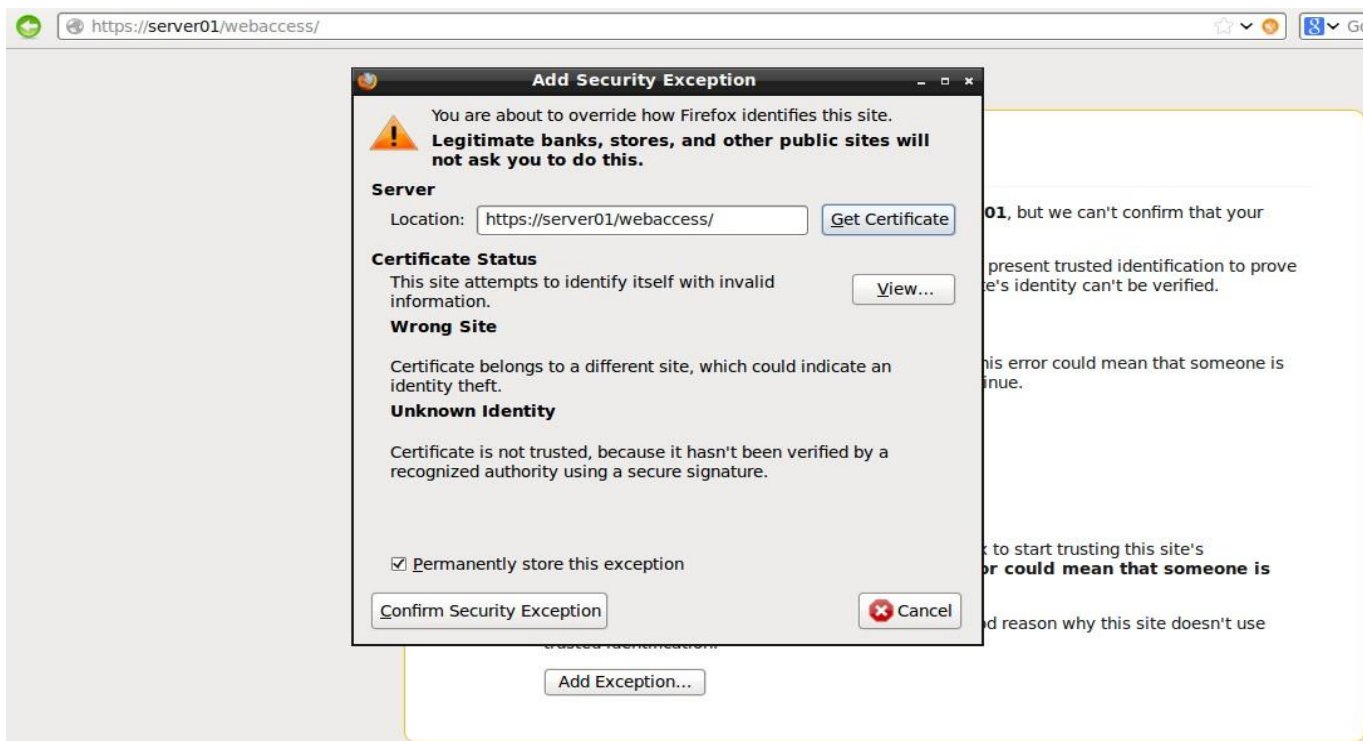 https://server01/webaccess/
8
Add Security Exception
You are about to override how Firefox identifies this site.
Legitimate banks, stores, and other public sites will
not ask you to do this.
Server
Location: https://server01/webaccess/ Get Certificate
01, but we can't confirm that your
Certificate Status
This site attempts to identify itself with invalid
information.
View...
present trusted identification to prove
's identity can't be verified.
Wrong Site
Certificate belongs to a different site, which could indicate an
identity theft.
his error could mean that someone is
inue.
Unknown Identity
Certificate is not trusted, because it hasn't been verified by a
recognized authority using a secure signature.
Permanently store this exception
to start trusting this site's
or could mean that someone is
Confirm Security Exception Cancel
d reason why this site doesn't use
Add Exception...